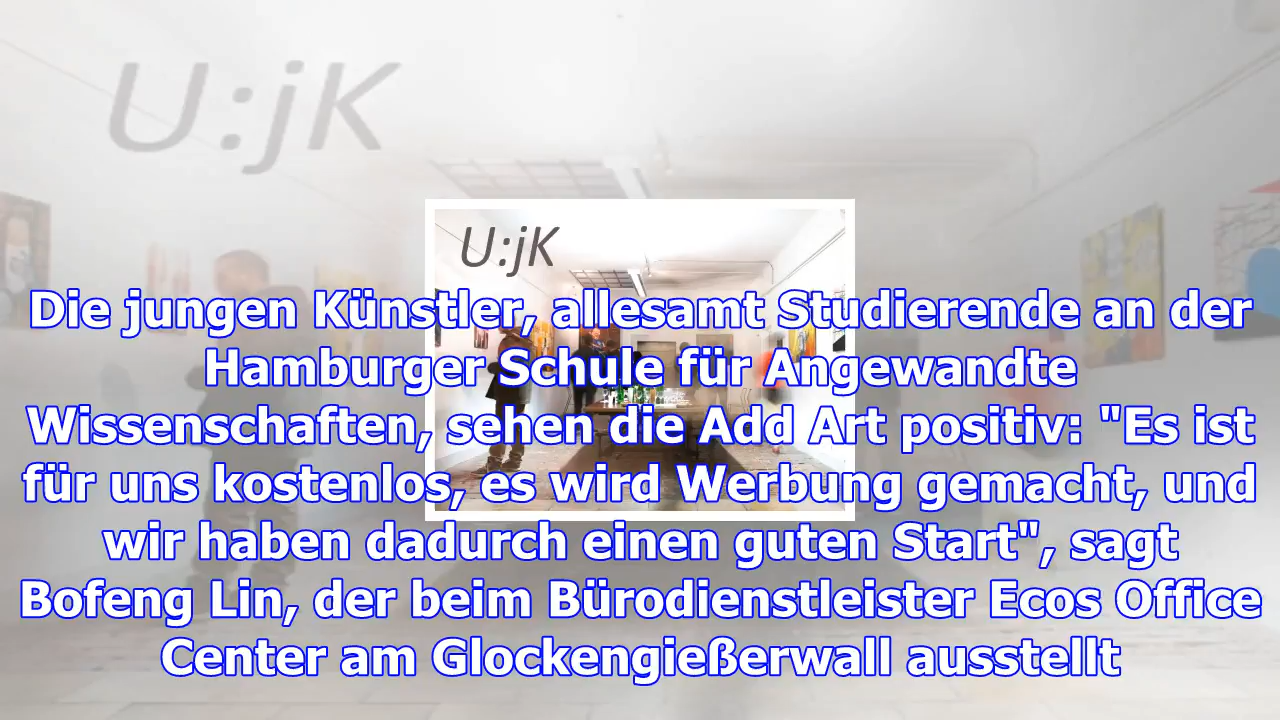 U:jK
U:jK
Die jungen Künstler, allesamt Studierende an der
Hamburger Schule für Angewandte
Wissenschaften, sehen die Add Art positiv: "Es ist
für uns kostenlos, es wird Werbung gemacht, und
wir haben dadurch einen guten Start", sagt
Bofeng Lin, der beim Bürodienstleister Ecos Office
Center am Glockengießerwall ausstellt